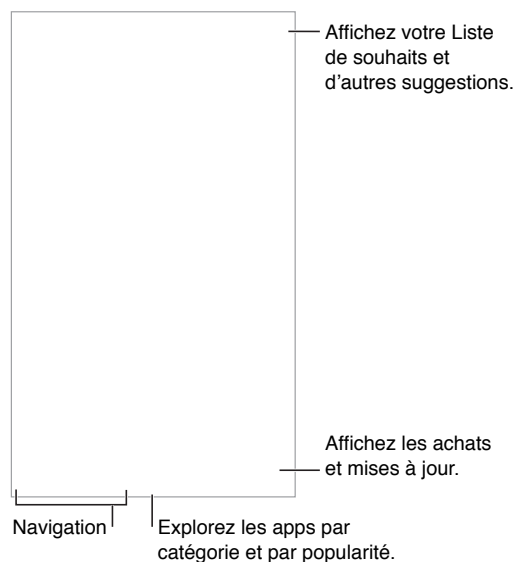 Affichez votre Liste
de souhaits et
d'autres suggestions.
Affichez les achats
et mises à jour.
Navigation
Explorez les apps par
catégorie et par popularité.